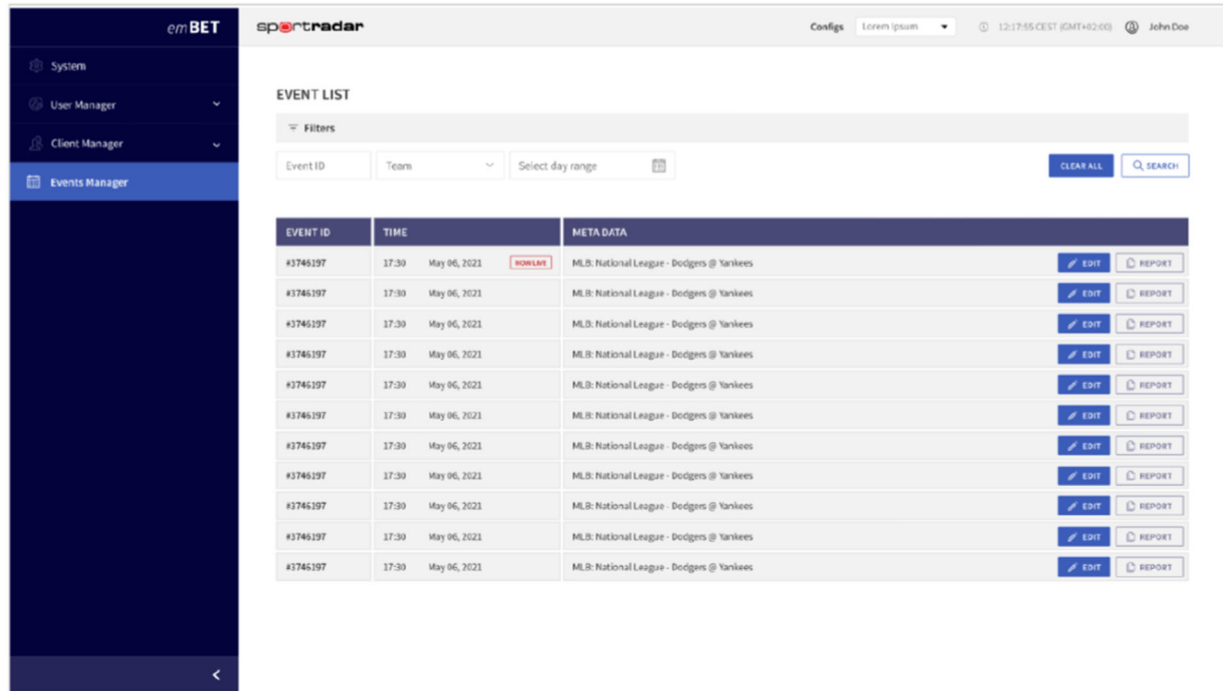 emBET
sportradar
Configs Lorem Ipsum 12:17:55 CEST (GMT+02:00) John Doe
System
User Manager
Client Manager
Events Manager
EVENT LIST
Filters
Event ID Team Select day range
CLEAR ALL SEARCH
EVENT ID TIME META DATA
#3746197 17:30 May 06, 2021 NOW LIVE MLB: National League - Dodgers @ Yankees EDIT REPORT
#3746197 17:30 May 06, 2021 MLB: National League - Dodgers @ Yankees EDIT REPORT
#3746197 17:30 May 06, 2021 MLB: National League - Dodgers @ Yankees EDIT REPORT
#3746197 17:30 May 06, 2021 MLB: National League - Dodgers @ Yankees EDIT REPORT
#3746197 17:30 May 06, 2021 MLB: National League - Dodgers @ Yankees EDIT REPORT
#3746197 17:30 May 06, 2021 MLB: National League - Dodgers @ Yankees EDIT REPORT
#3746197 17:30 May 06, 2021 MLB: National League - Dodgers @ Yankees EDIT REPORT
#3746197 17:30 May 06, 2021 MLB: National League - Dodgers @ Yankees EDIT REPORT
#3746197 17:30 May 06, 2021 MLB: National League - Dodgers @ Yankees EDIT REPORT
#3746197 17:30 May 06, 2021 MLB: National League - Dodgers @ Yankees EDIT REPORT
#3746197 17:30 May 06, 2021 MLB: National League - Dodgers @ Yankees EDIT REPORT